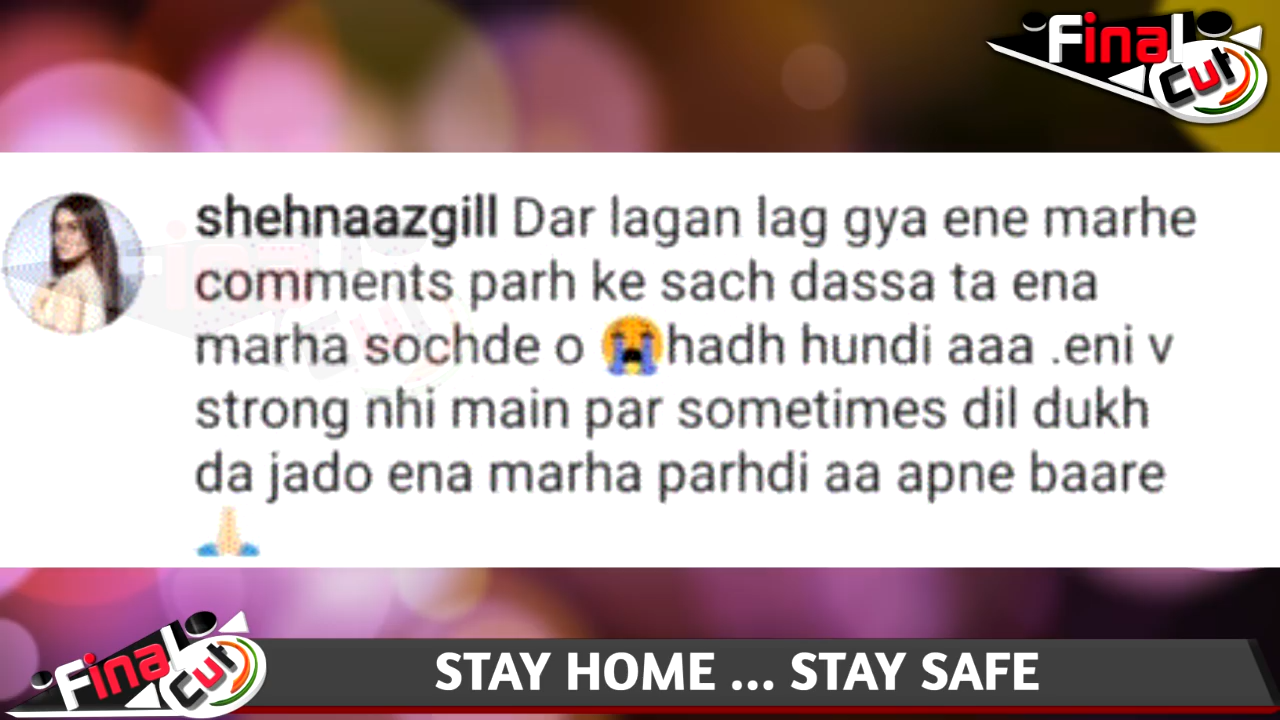 Final
Cut
shehnaazgill Dar lagan lag gya ene marhe
comments parh ke sach dassa ta ena
marha sochde o 😭hadh hundi aaa .eni v
strong nhi main par sometimes dil dukh
da jado ena marha parhdi aa apne baare
🙏🏻
Final
Cut
STAY HOME ... STAY SAFE